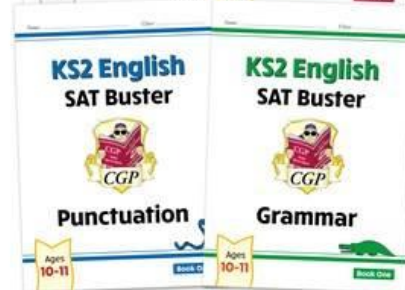 KS2 English
SAT Buster
CGP
Punctuation
Ages
10-11
Book
KS2 English
SAT Buster
CGP
Grammar
Ages
10-11
Book One